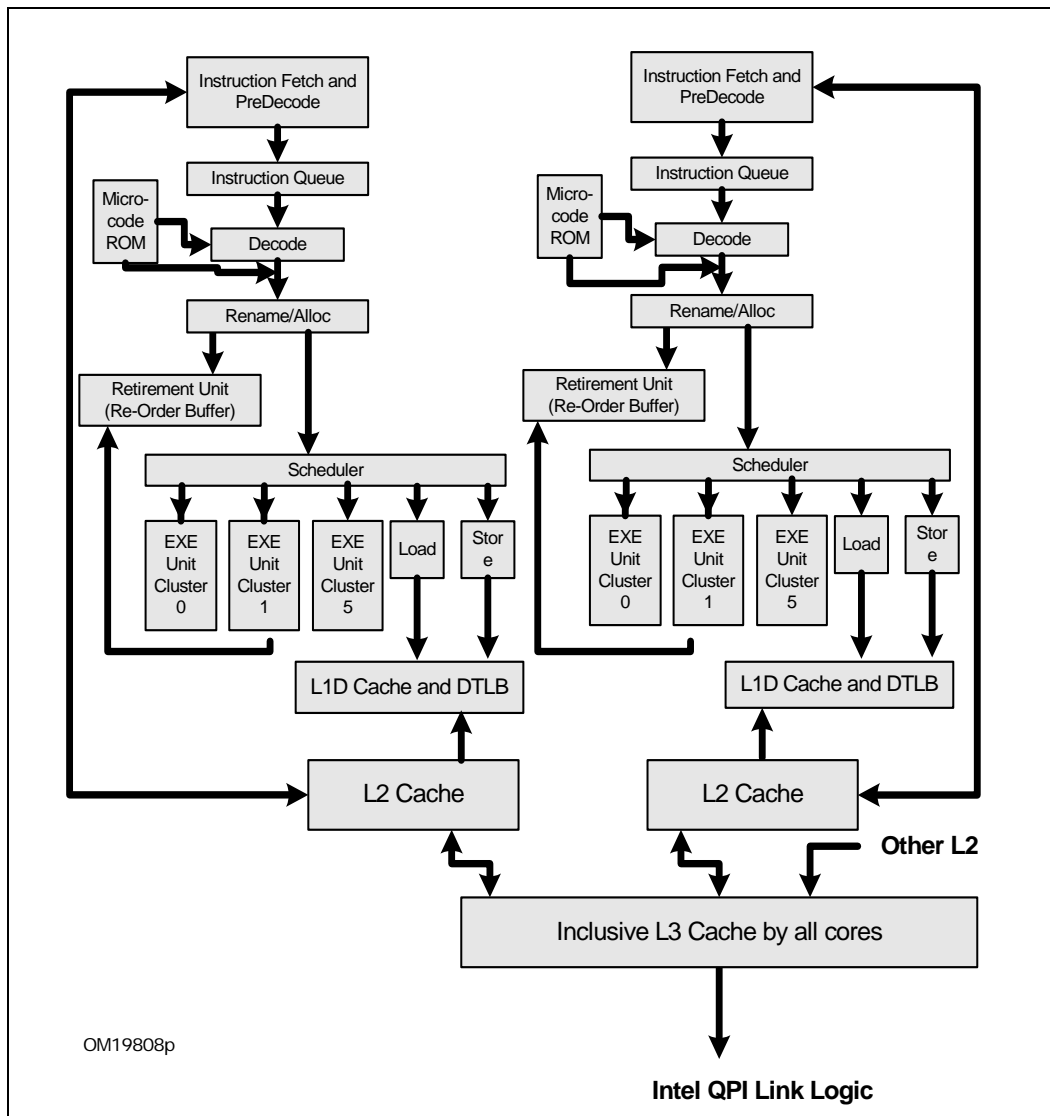 Instruction Fetch and
PreDecode
Instruction Queue
Micro-
code
ROM
Decode
Rename/Alloc
Retirement Unit
(Re-Order Buffer)
Scheduler
EXE
Unit
Cluster
0
EXE
Unit
Cluster
1
EXE
Unit
Cluster
5
Load
Stor
e
L1D Cache and DTLB
L2 Cache
Instruction Fetch and
PreDecode
Instruction Queue
Micro-
code
ROM
Decode
Rename/Alloc
Retirement Unit
(Re-Order Buffer)
Scheduler
EXE
Unit
Cluster
0
EXE
Unit
Cluster
1
EXE
Unit
Cluster
5
Load
Stor
e
L1D Cache and DTLB
L2 Cache
Other L2
Inclusive L3 Cache by all cores
OM19808p
Intel QPI Link Logic